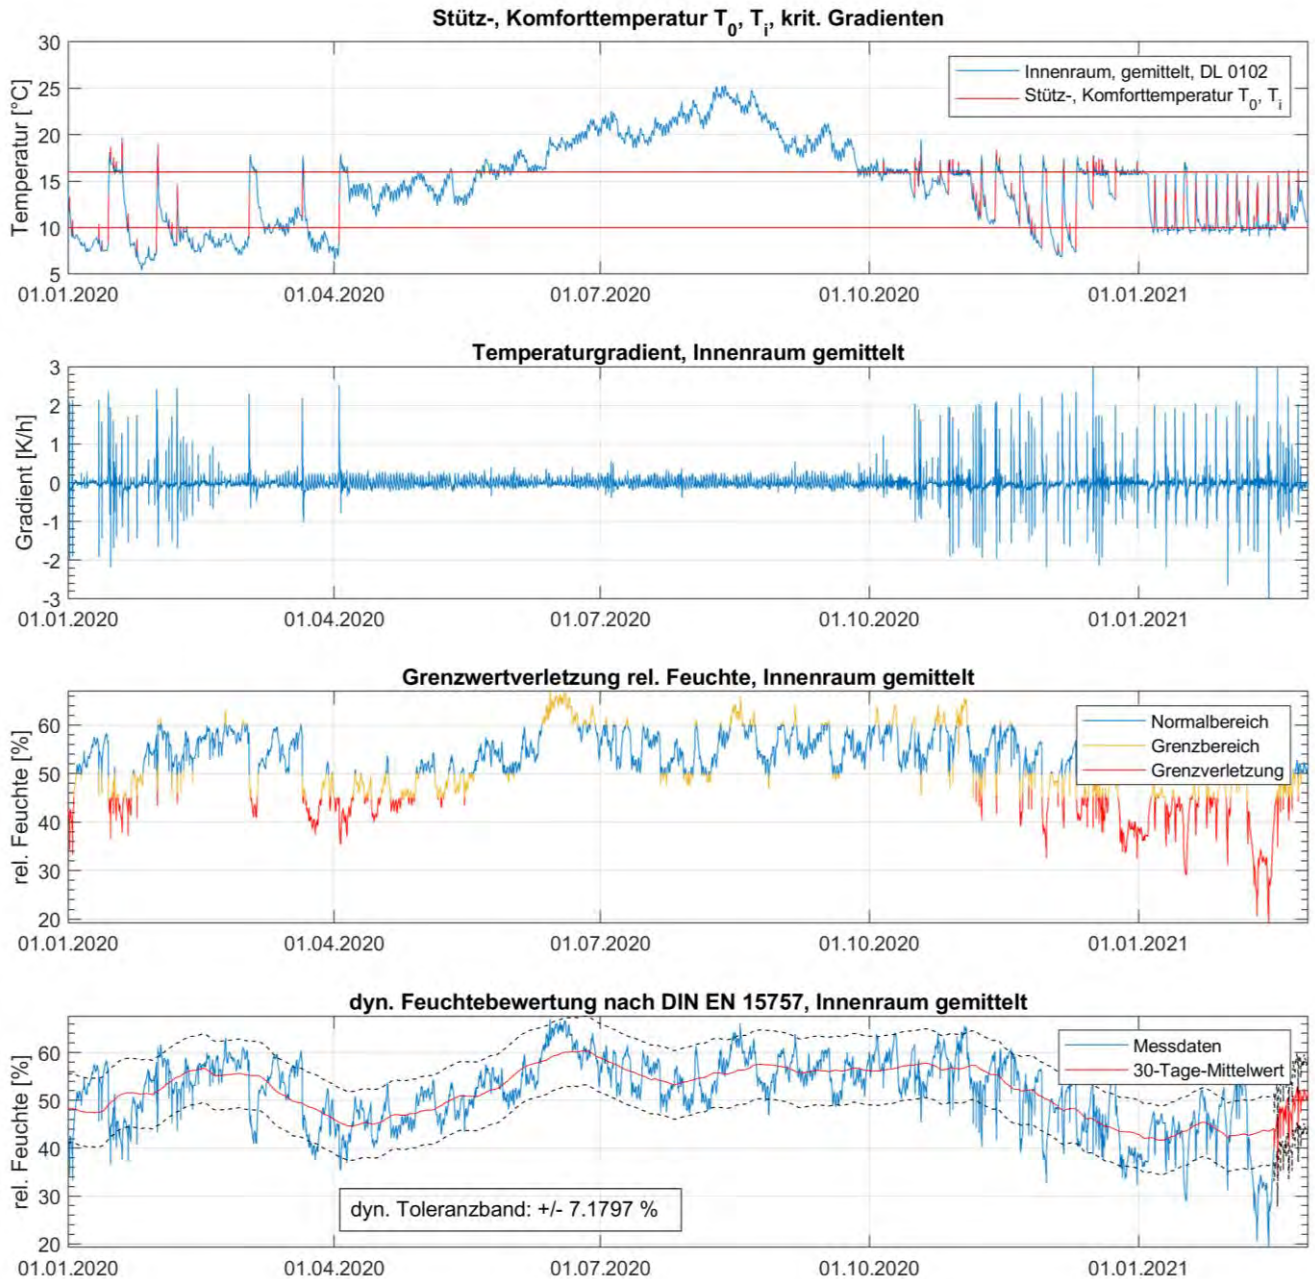 Stütz-, Komforttemperatur T0, Ti, krit. Gradienten
30
25
20
15
10
5
Temperatur [°C]
Innenraum, gemittelt, DL 0102
Stütz-, Komforttemperatur T0, Ti
01.01.2020 01.04.2020 01.07.2020 01.10.2020 01.01.2021
Temperaturgradient, Innenraum gemittelt
3
2
1
0
-1
-2
-3
Gradient [K/h]
01.01.2020 01.04.2020 01.07.2020 01.10.2020 01.01.2021
Grenzwertverletzung rel. Feuchte, Innenraum gemittelt
60
50
40
30
20
rel. Feuchte [%]
Normalbereich
Grenzbereich
Grenzverletzung
01.01.2020 01.04.2020 01.07.2020 01.10.2020 01.01.2021
dyn. Feuchtebewertung nach DIN EN 15757, Innenraum gemittelt
60
50
40
30
20
rel. Feuchte [%]
Messdaten
30-Tage-Mittelwert
dyn. Toleranzband: +/- 7.1797 %
01.01.2020 01.04.2020 01.07.2020 01.10.2020 01.01.2021